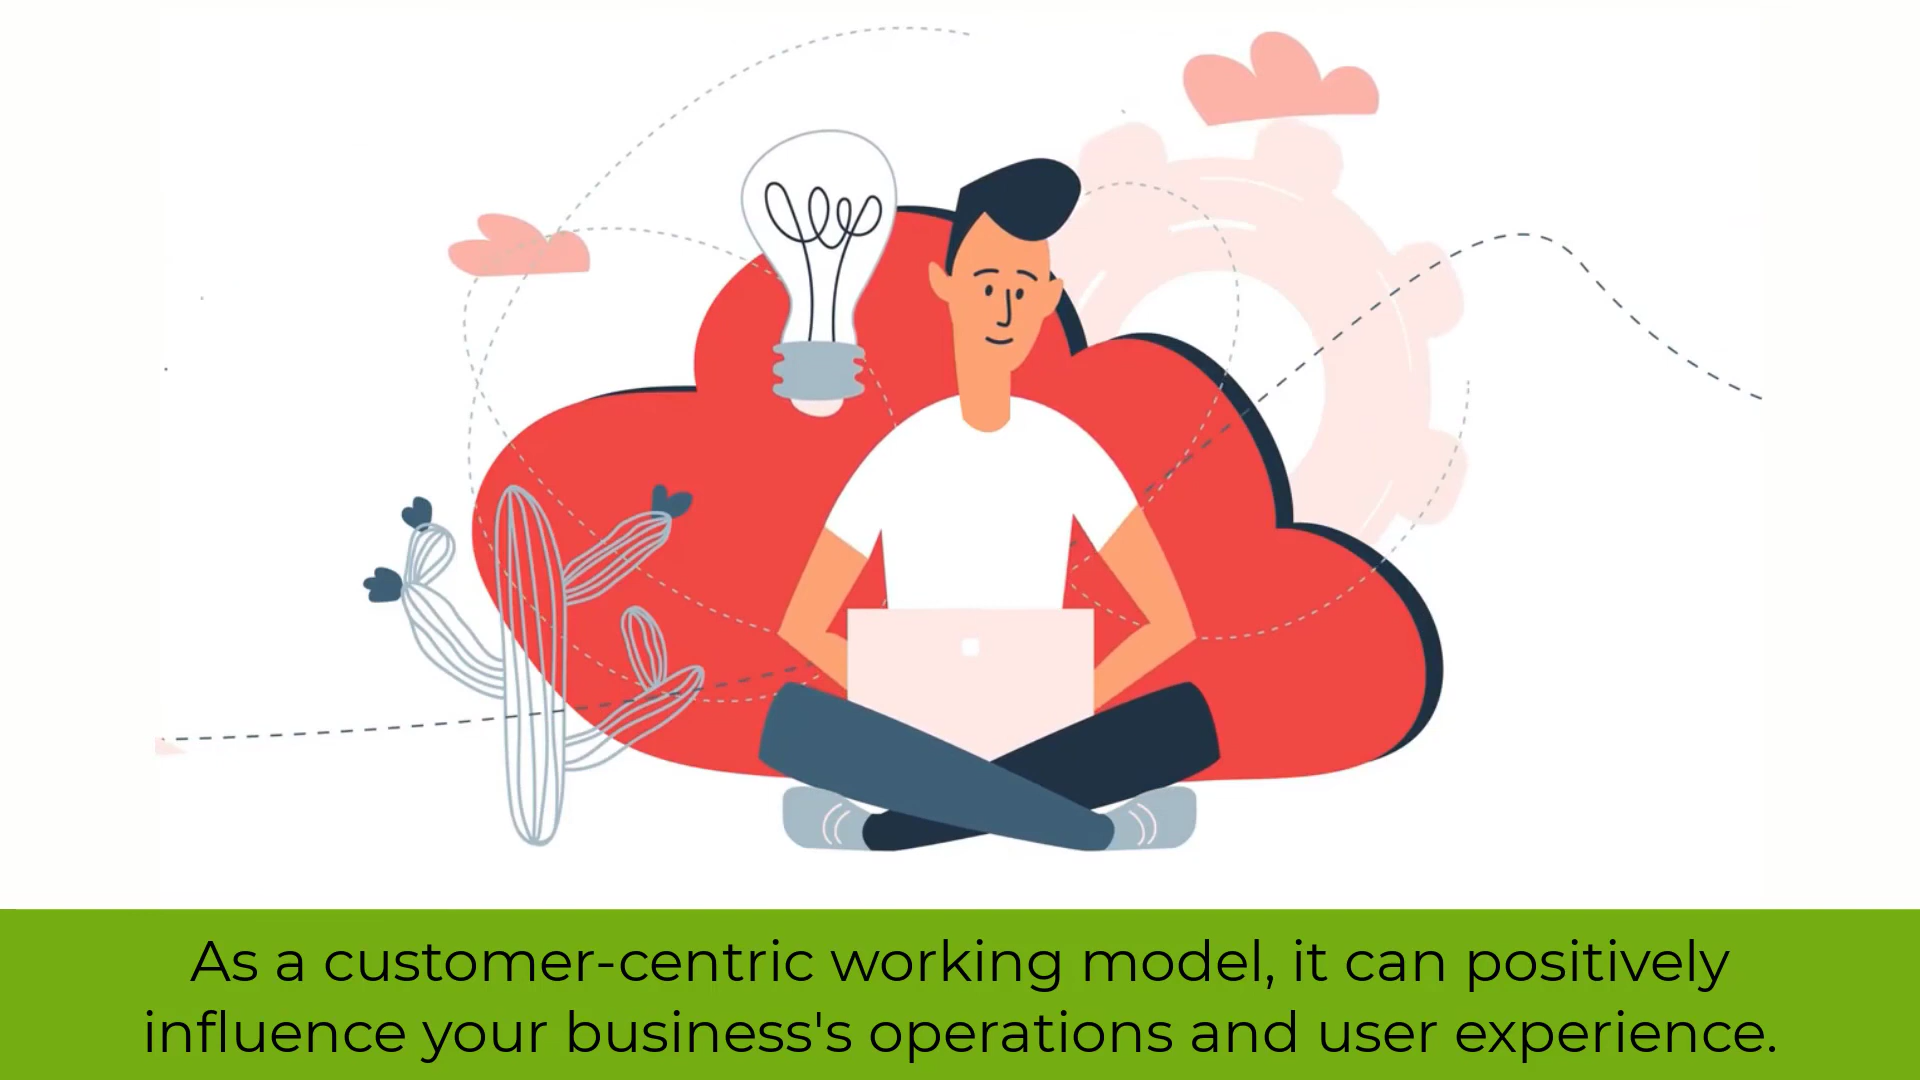 As a customer-centric working model, it can positively
influence your business's operations and user experience.